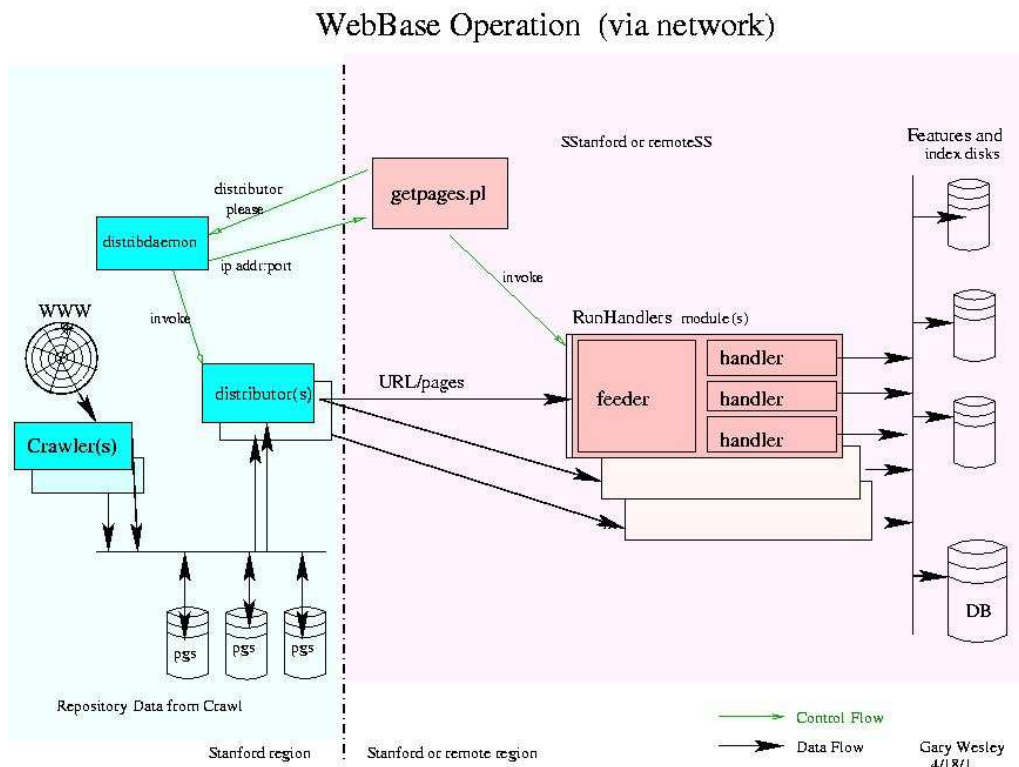 WebBase Operation (via network)
SStanford or remoteSS
Features and
index disks
distributor
please
getpages.pl
distribdaemon
ip addr:port
invoke
invoke
WWW
RunHandlers module(s)
URL/pages
distributor(s)
feeder
handler
handler
handler
Crawler(s)
DB
pgs
pgs
pgs
Repository Data from Crawl
Control Flow
Data Flow
Stanford region
Stanford or remote region
Gary Wesley